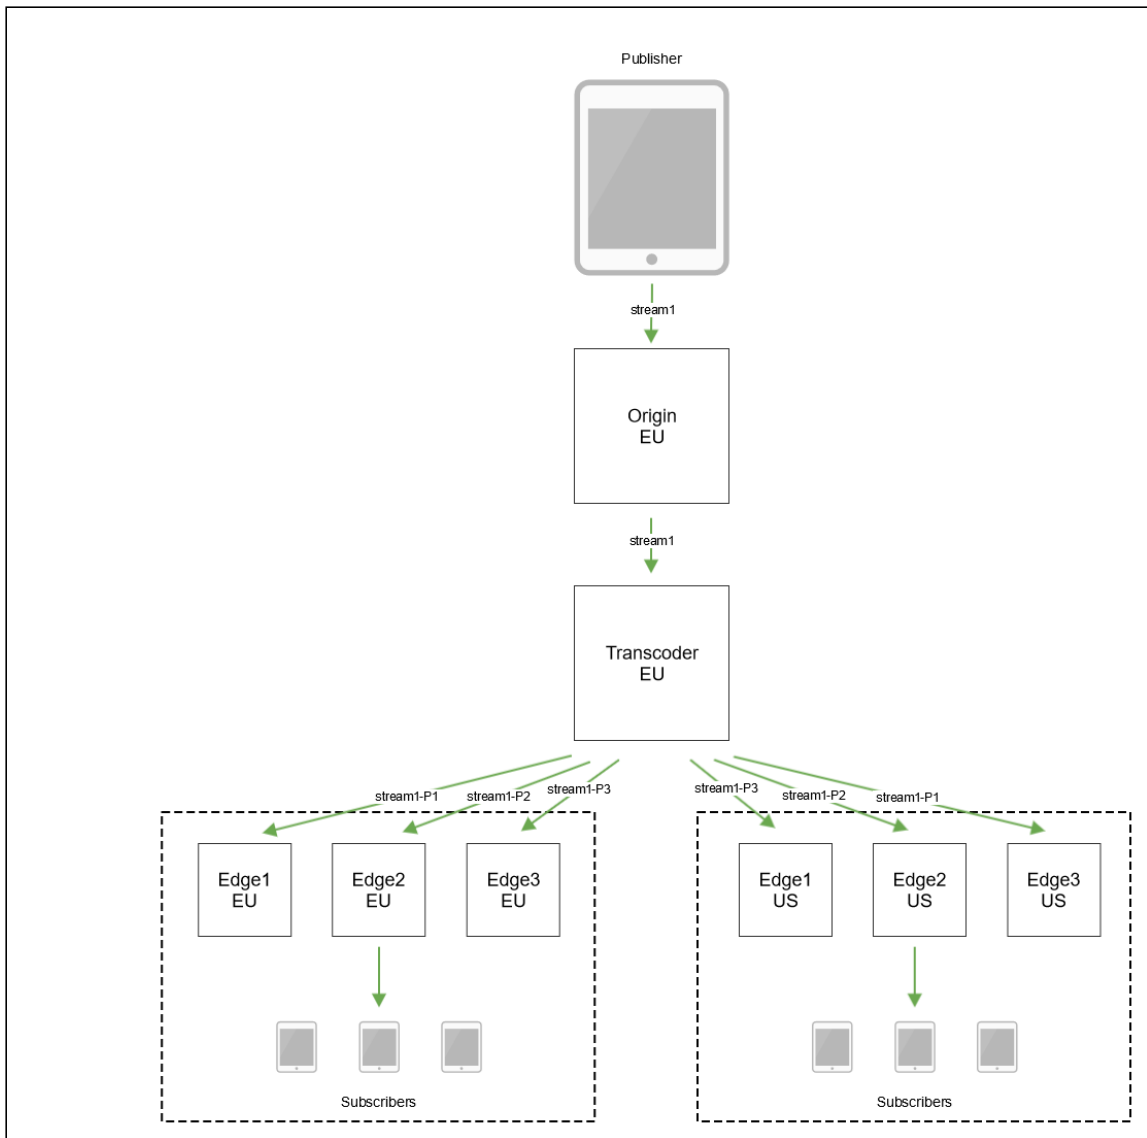 Publisher
stream1
Origin
EU
stream1
Transcoder
EU
stream1-P1
stream1-P2
stream1-P3
stream1-P3
stream1-P2
stream1-P1
Edge1
EU
Edge2
EU
Edge3
EU
Edge1
US
Edge2
US
Edge3
US
Subscribers
Subscribers